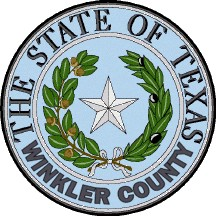 THE STATE OF TEXAS
WINKLER COUNTY